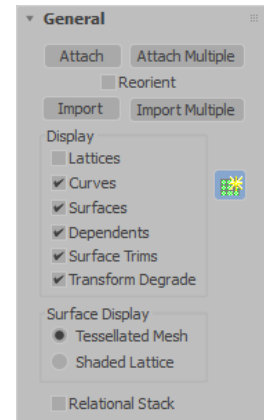 General
Attach Attach Multiple
Reorient
Import Import Multiple
Display
Lattices
Curves
Surfaces
Dependents
Surface Trims
Transform Degrade
Surface Display
Tessellated Mesh
Shaded Lattice
Relational Stack